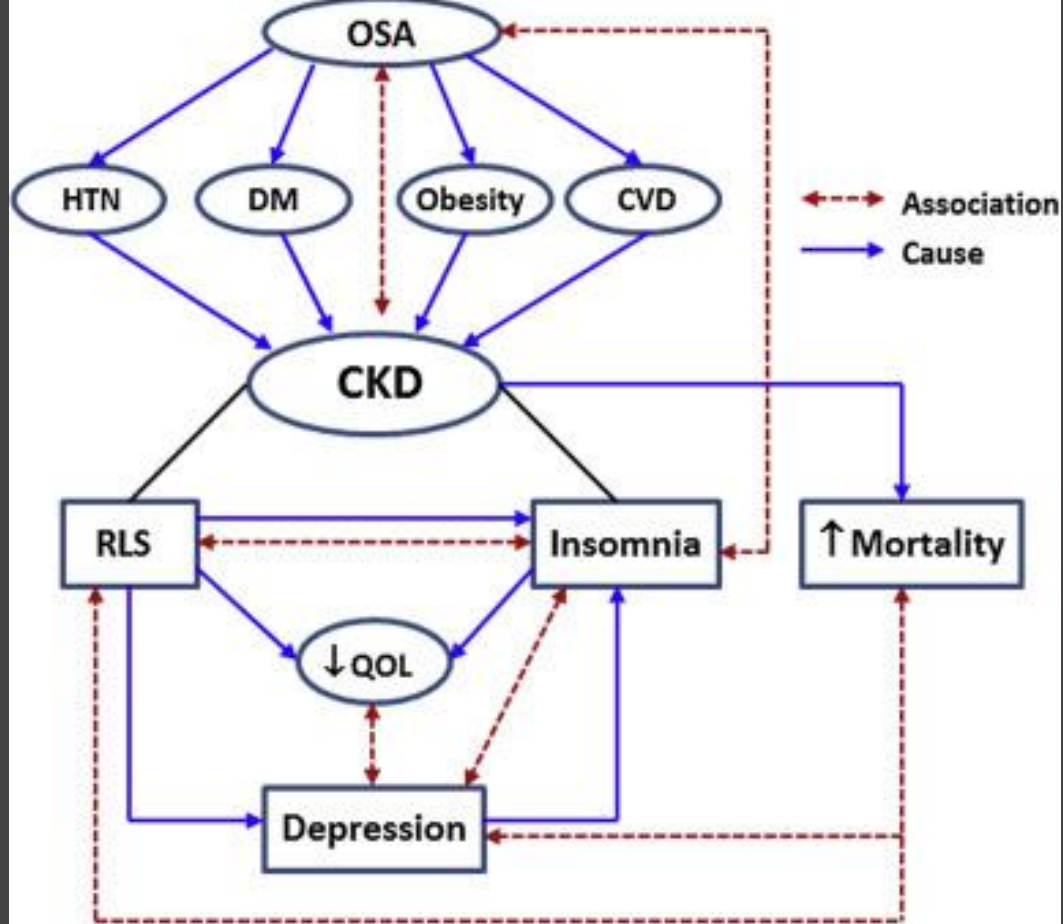 OSA
HTN
DM
Obesity
CVD
Association
Cause
CKD
RLS
Insomnia
↑Mortality
↓QOL
Depression